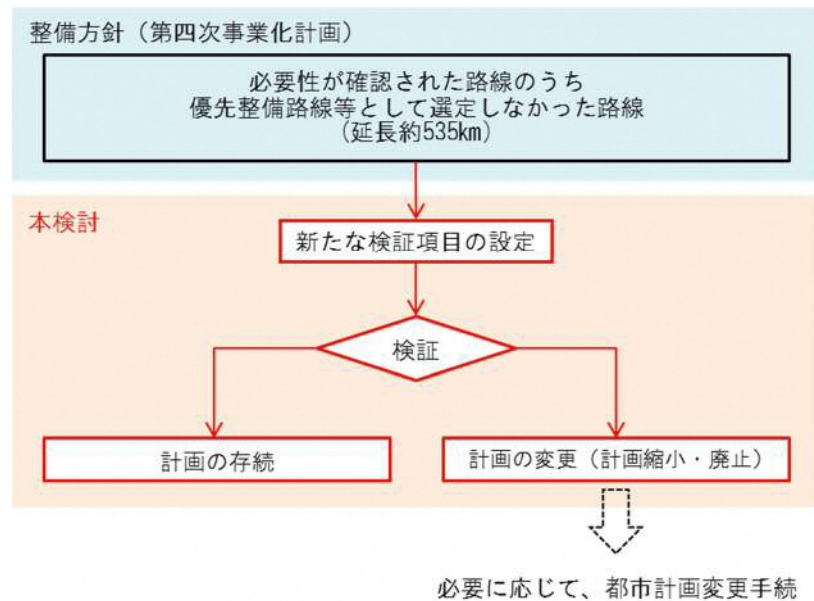 整備方針（第四次事業化計画）
必要性が確認された路線のうち
優先整備路線等として選定しなかった路線
（延長約535km）
本検討
新たな検証項目の設定
検証
計画の存続
計画の変更（計画縮小・廃止）
必要に応じて、都市計画変更手続